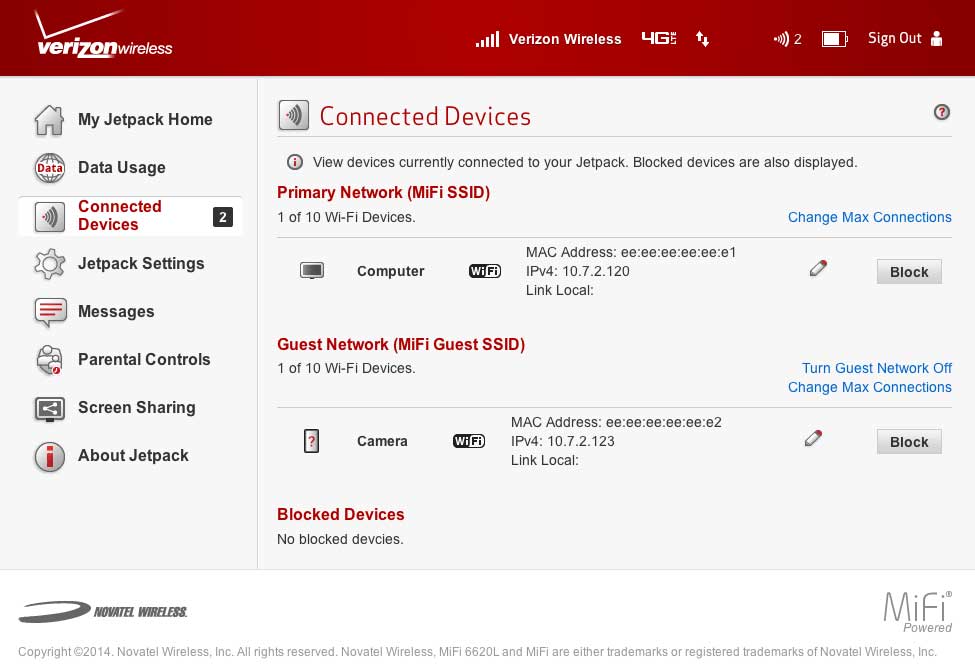 verizonwireless
Verizon Wireless 4G LTE 2 Sign Out
My Jetpack Home
Data Usage
Data
Connected
Devices
2
Jetpack Settings
Messages
Parental Controls
Screen Sharing
About Jetpack
Connected Devices
?
View devices currently connected to your Jetpack. Blocked devices are also displayed.
Primary Network (MiFi SSID)
1 of 10 Wi-Fi Devices.
Change Max Connections
Computer
WiFi
MAC Address: ee:ee:ee:ee:ee:e1
IPv4: 10.7.2.120
Link Local:
Block
Guest Network (MiFi Guest SSID)
1 of 10 Wi-Fi Devices.
Turn Guest Network Off
Change Max Connections
?
Camera
WiFi
MAC Address: ee:ee:ee:ee:ee:e2
IPv4: 10.7.2.123
Link Local:
Block
Blocked Devices
No blocked devcies.
NOVATEL WIRELESS.
MiFi®
Powered
Copyright ©2014. Novatel Wireless, Inc. All rights reserved. Novatel Wireless, MiFi 6620L and MiFi are either trademarks or registered trademarks of Novatel Wireless, Inc.